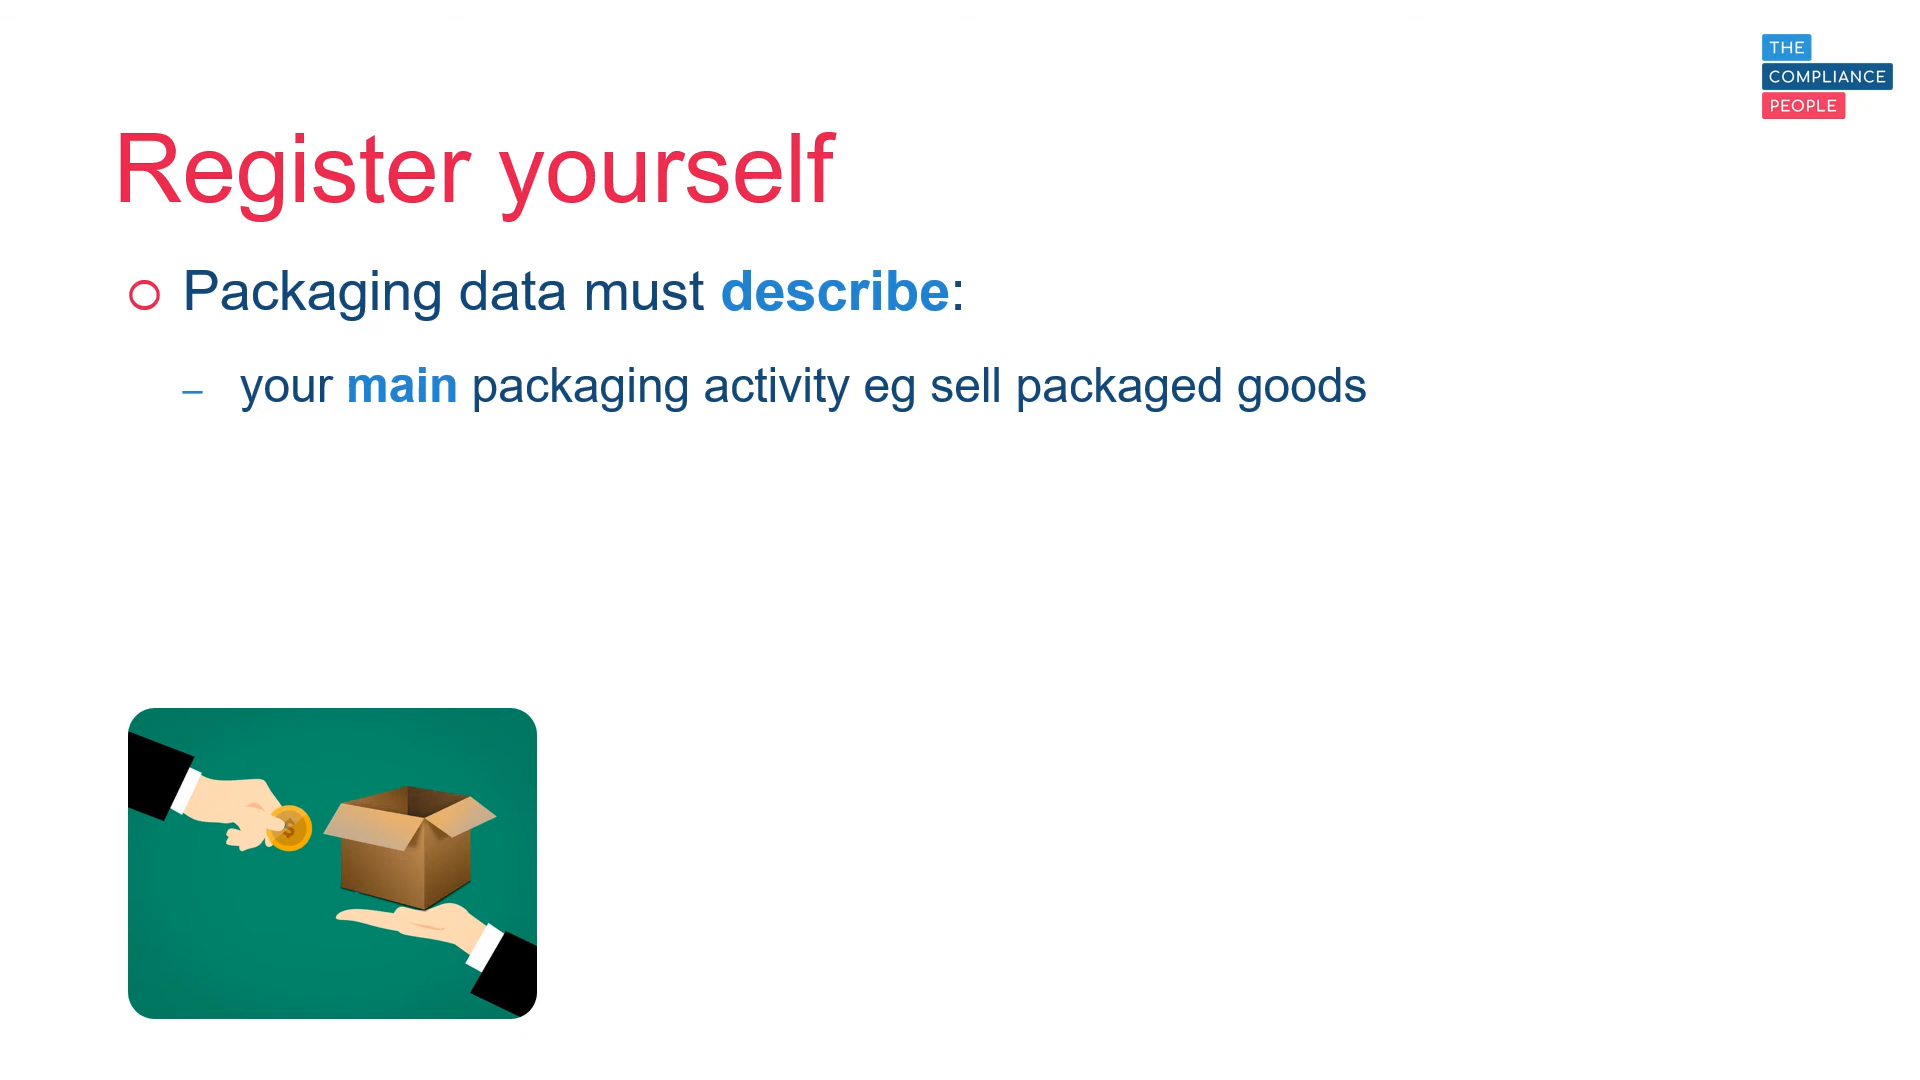 THE
COMPLIANCE
PEOPLE
Register yourself
Packaging data must describe:
– your main packaging activity eg sell packaged goods
$